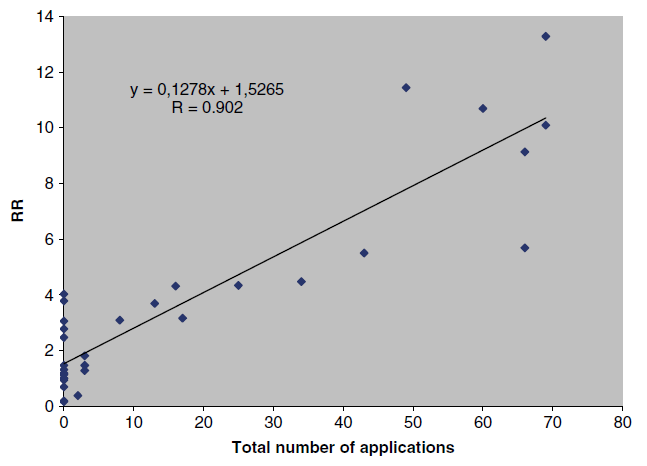 14
12
y = 0,1278x + 1,5265
R = 0.902
10
8
RR
6
4
2
0
0 10 20 30 40 50 60 70 80
Total number of applications